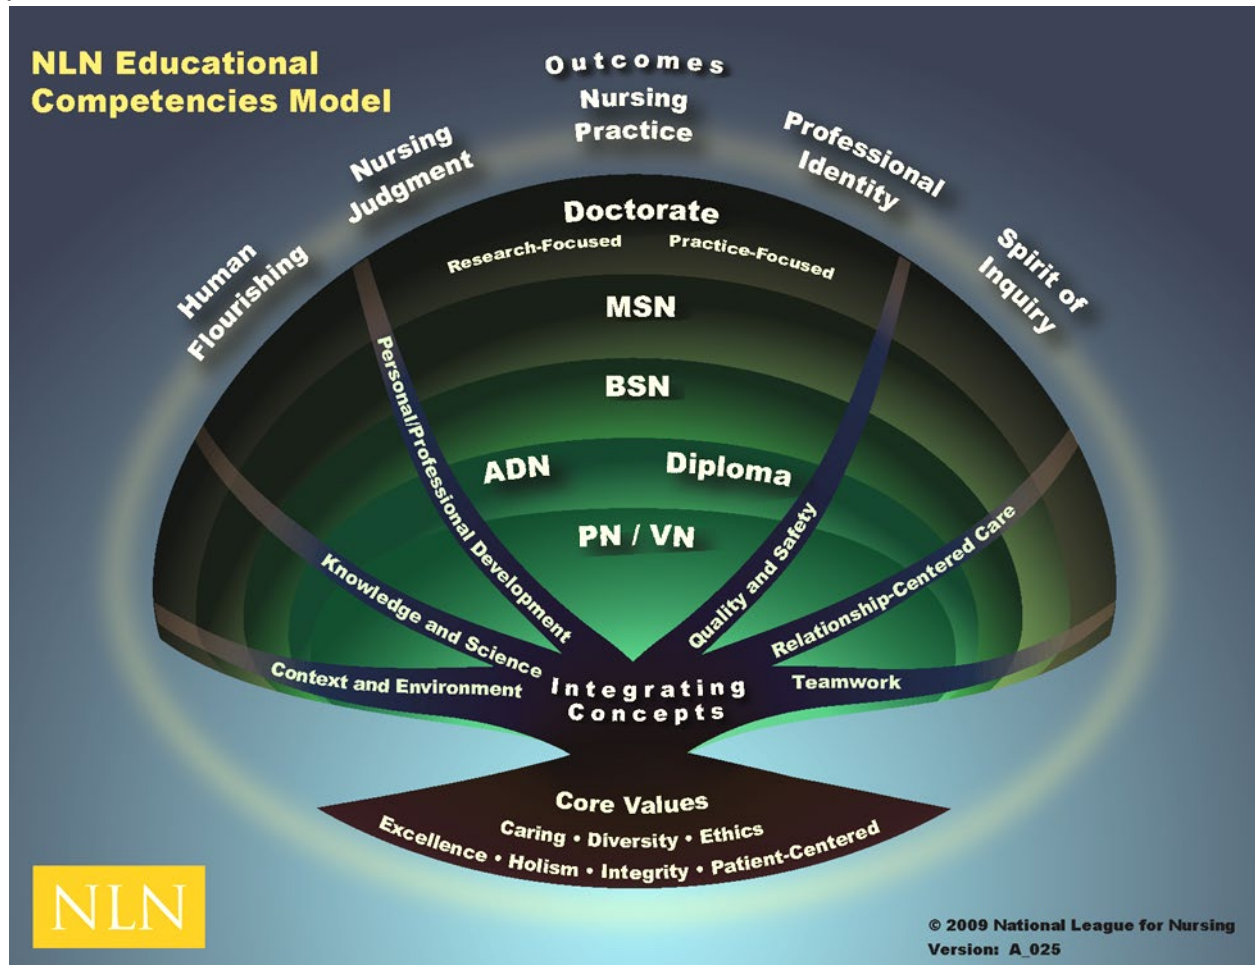 NLN Educational
Competencies Model
Outcomes
Nursing
Practice
Nursing
Judgment
Professional
Identity
Human
Flourishing
Spirit of
Inquiry
Doctorate
Research-Focused
Practice-Focused
MSN
BSN
ADN
Diploma
PN / VN
Personal/Professional Development
Quality and Safety
Knowledge and Science
Relationship-Centered Care
Context and Environment
Teamwork
Integrating
Concepts
Core Values
Caring • Diversity • Ethics
Excellence • Holism • Integrity • Patient-Centered
NLN
© 2009 National League for Nursing
Version: A_025